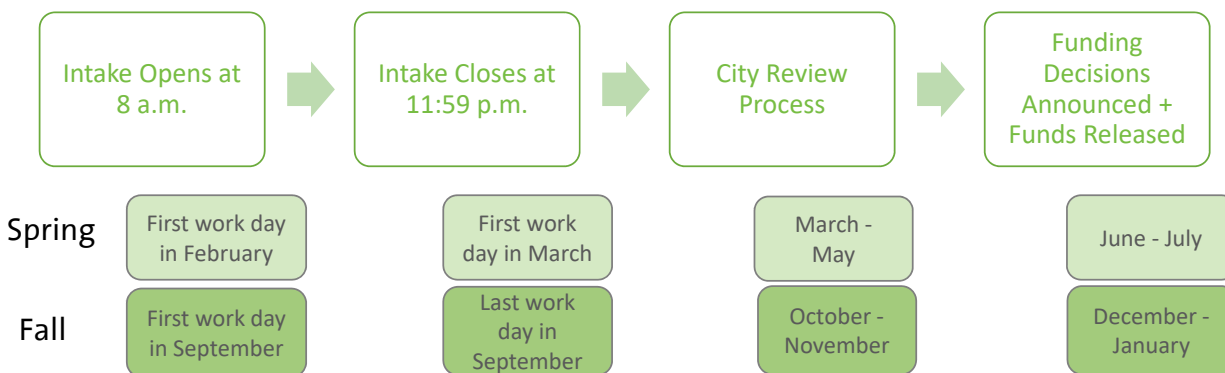 Intake Opens at
8 a.m.
Intake Closes at
11:59 p.m.
City Review
Process
Funding
Decisions
Announced +
Funds Released
Spring
First work day
in February
First work
day in March
March -
May
June - July
Fall
First work day
in September
Last work
day in
September
October -
November
December -
January